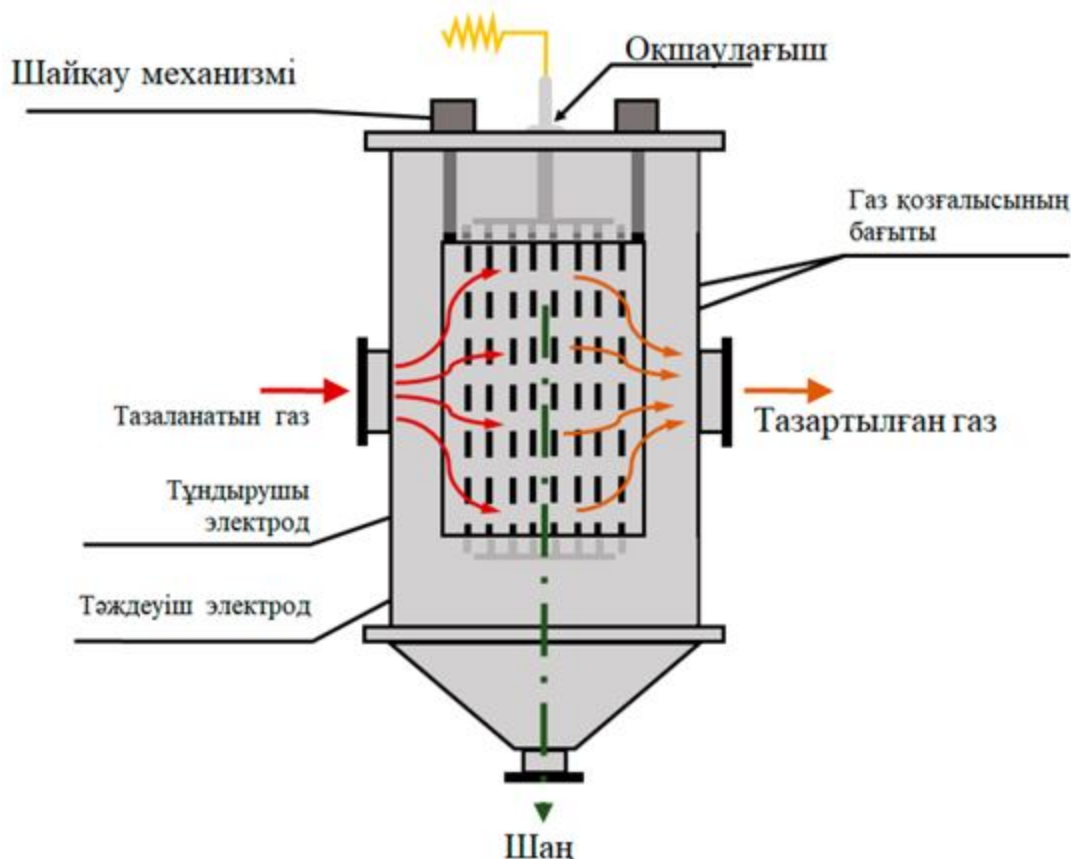 Оқшаулағыш
Шайқау механизмі
Газ қозғалысының
бағыты
Тазаланатын газ
Тазартылған газ
Тұндырушы
электрод
Тәждеуіш электрод
Шаң